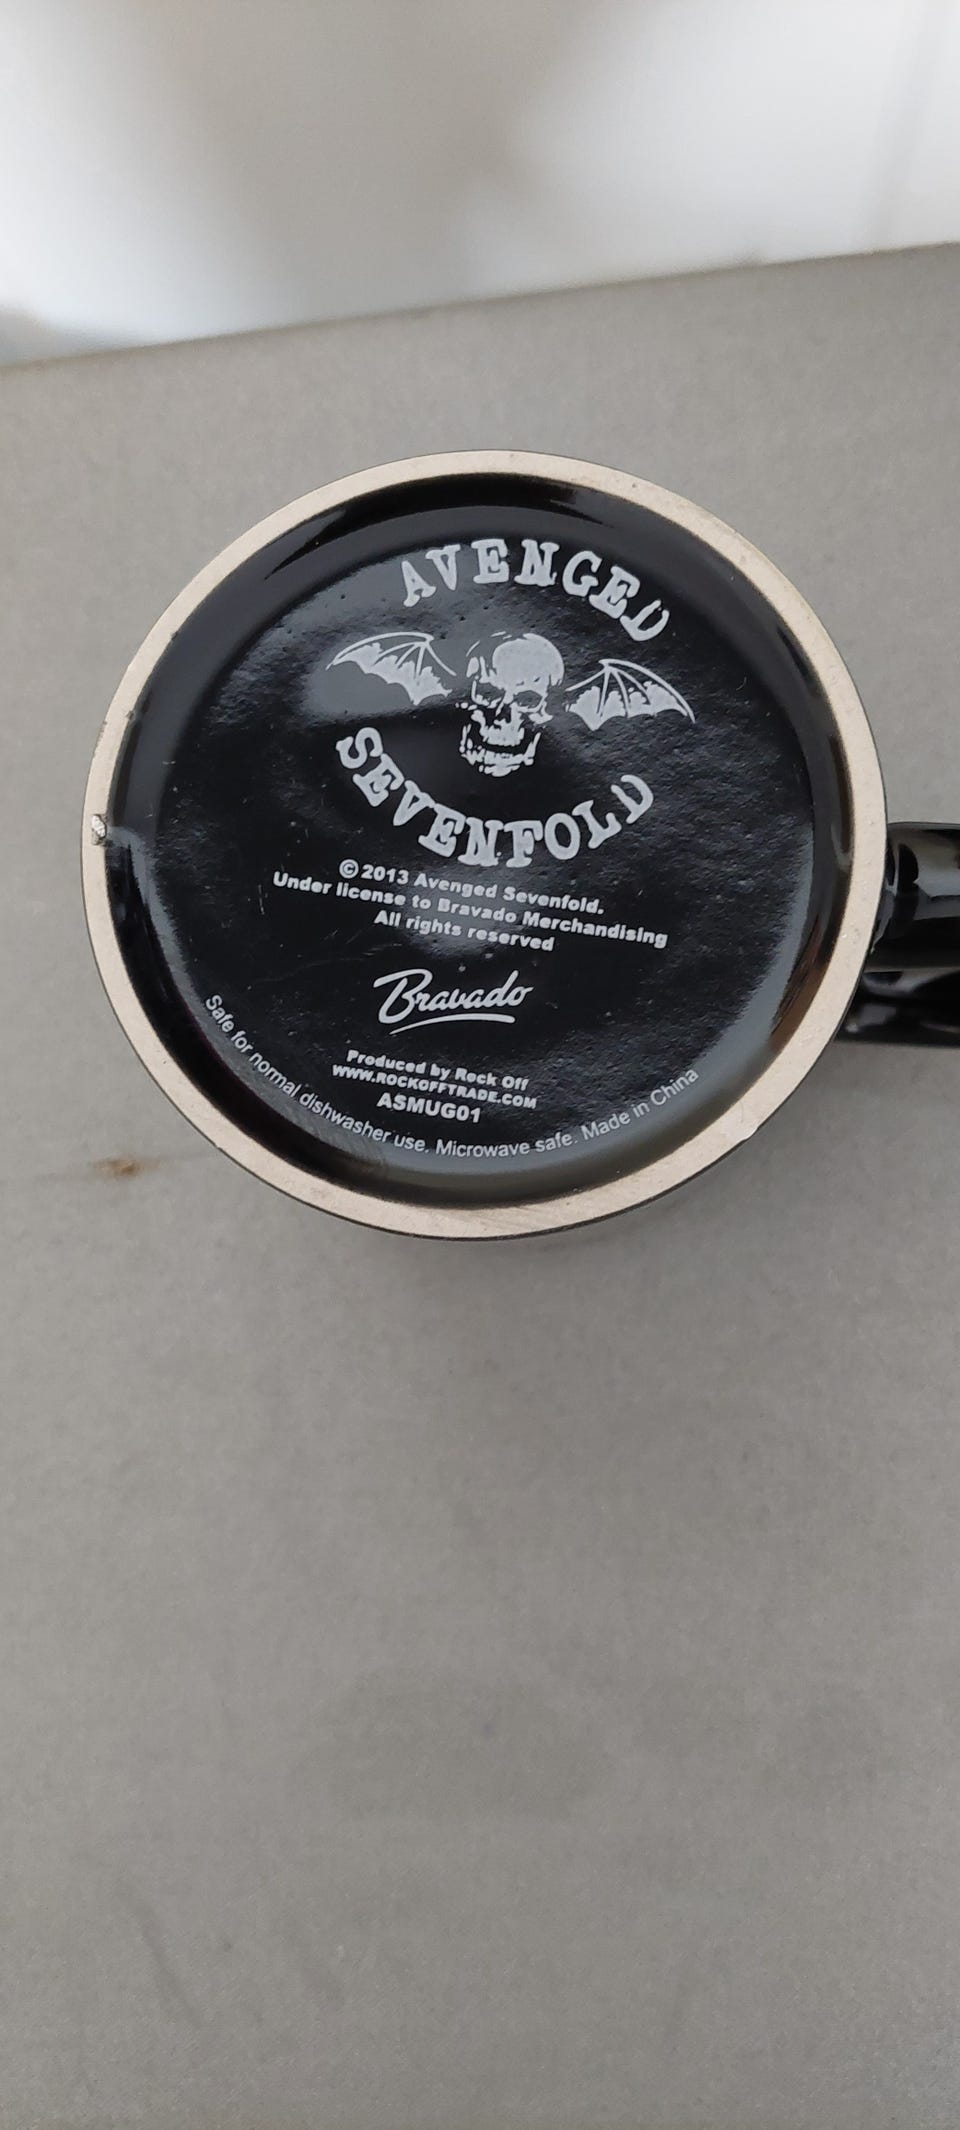 AVENGED
SEVENFOLD
© 2013 Avenged Sevenfold.
Under license to Bravado Merchandising
All rights reserved
Bravado
Produced by Rock Off
WWW.ROCKOFFTRADE.COM
ASMUG01
Safe for normal dishwasher use. Microwave safe. Made in China